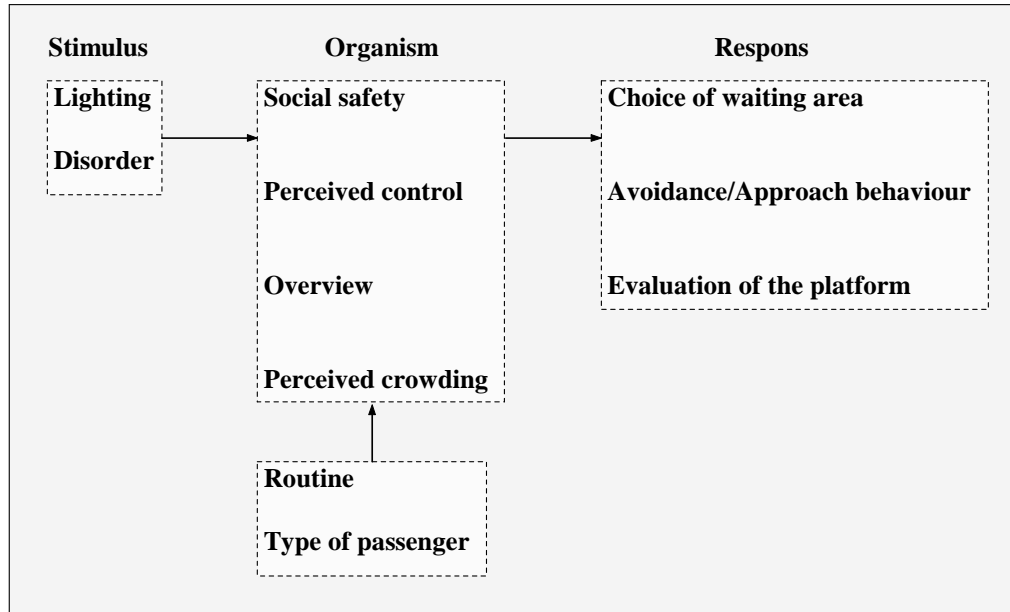 Stimulus
Organism
Respons
Lighting
Disorder
Social safety
Perceived control
Overview
Perceived crowding
Choice of waiting area
Avoidance/Approach behaviour
Evaluation of the platform
Routine
Type of passenger